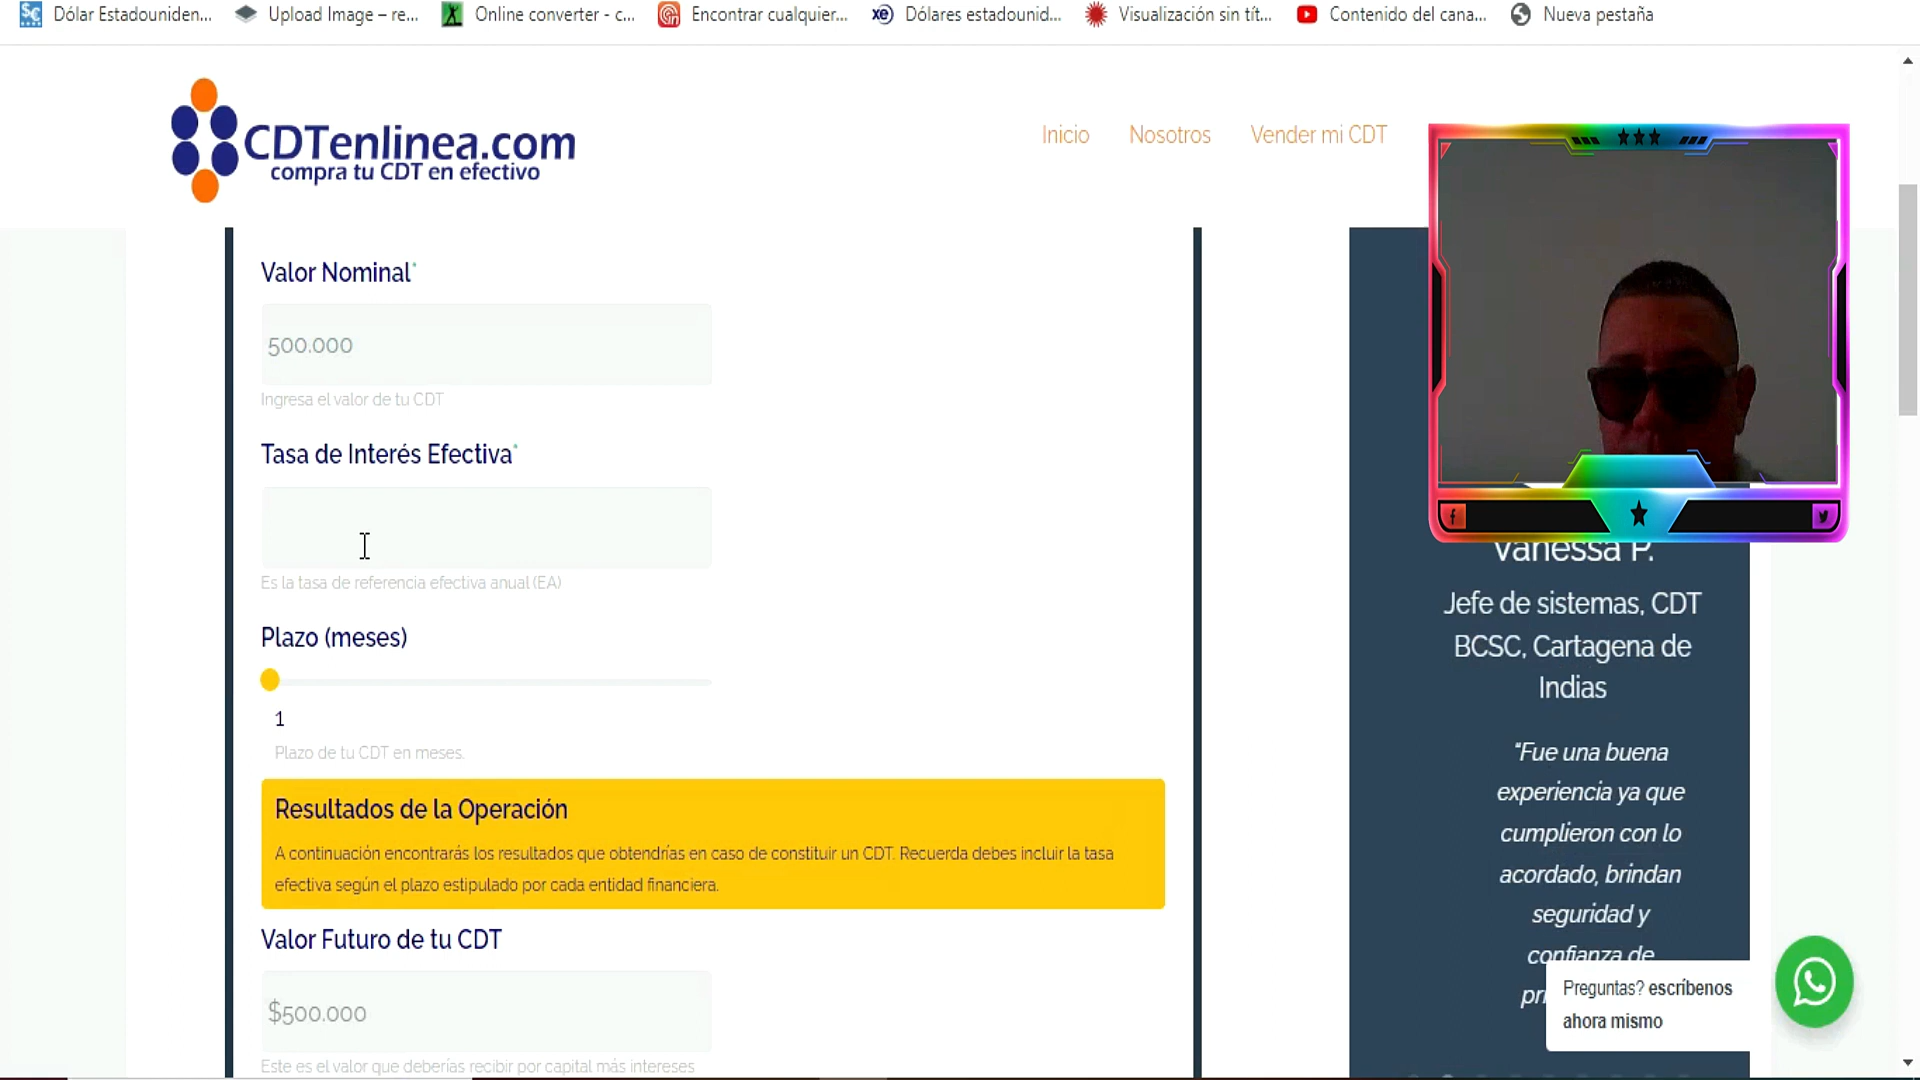 Dólar Estadouniden... Upload Image – re... Online converter - c... Encontrar cualquier... Dólares estadounid... Visualización sin tít... Contenido del cana... Nueva pestaña
CDTenlinea.com
compra tu CDT en efectivo
Inicio Nosotros Vender mi CDT
Valor Nominal*
500.000
Ingresa el valor de tu CDT
Tasa de Interés Efectiva*
Es la tasa de referencia efectiva anual (EA)
Plazo (meses)
1
Plazo de tu CDT en meses.
Resultados de la Operación
A continuación encontrarás los resultados que obtendrías en caso de constituir un CDT. Recuerda debes incluir la tasa
efectiva según el plazo estipulado por cada entidad financiera.
Valor Futuro de tu CDT
$500.000
Este es el valor que deberías recibir por capital más intereses
Vanessa P.
Jefe de sistemas, CDT
BCSC, Cartagena de
Indias
“Fue una buena
experiencia ya que
cumplieron con lo
acordado, brindan
seguridad y
confianza de
Preguntas? escríbenos
ahora mismo